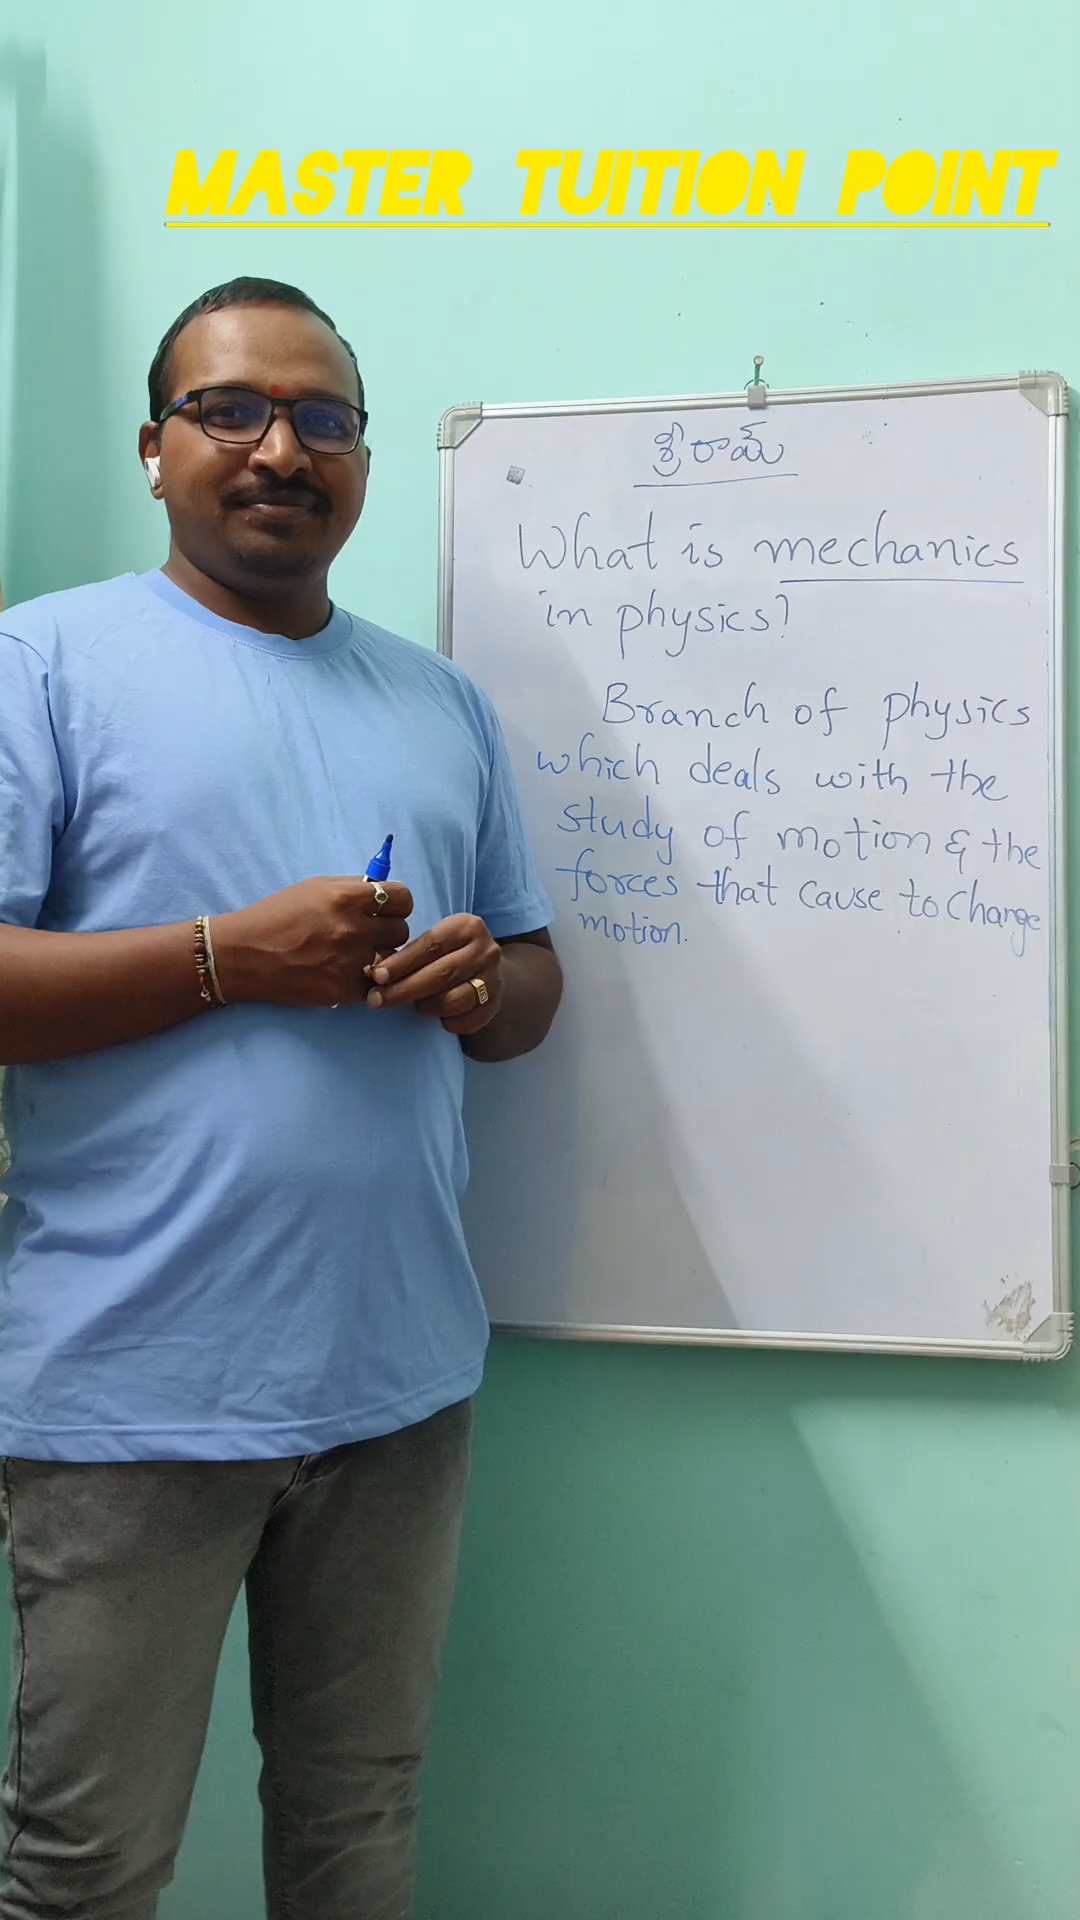 MASTER TUITION POINT
శ్రీరామ్
What is mechanics
in physics?
Branch of physics
which deals with the
study of motion & the
forces that cause to change
motion.